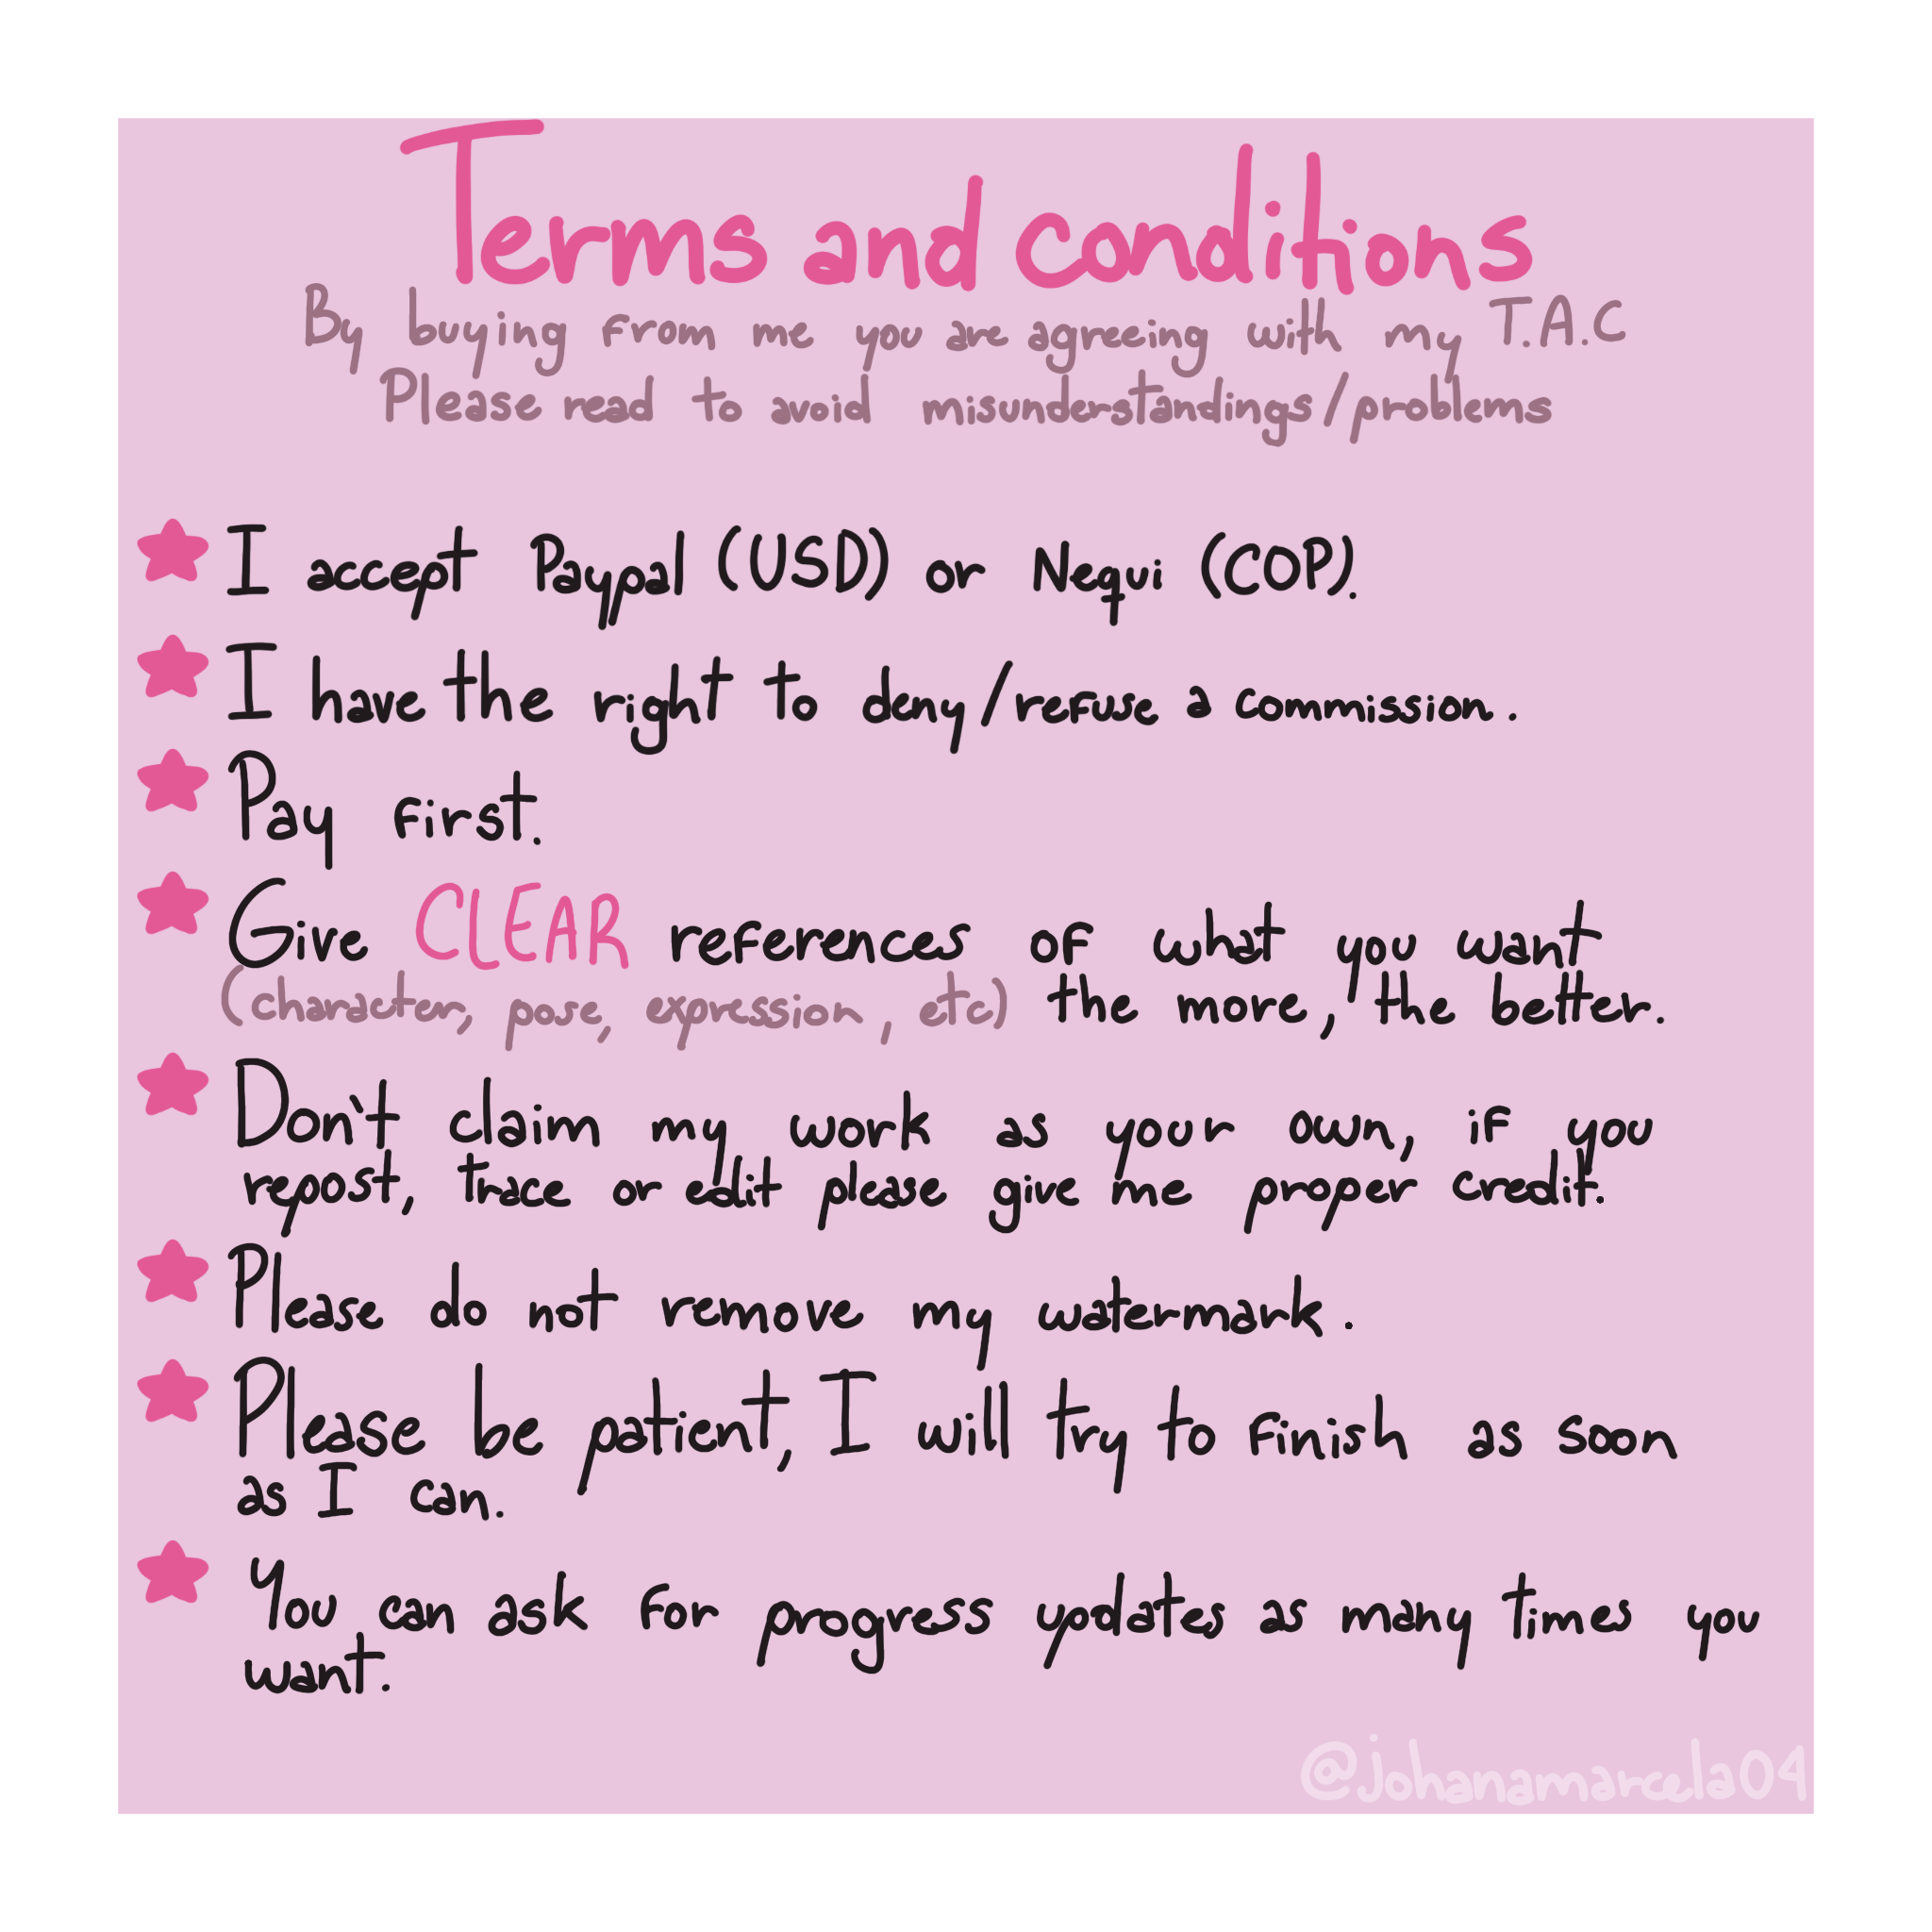 Terms and conditions
By buying from me you are agreeing with my T.A.C
Please read to avoid misunderstandings/problems
I accept Paypal (USD) or Nequi (COP).
I have the right to deny/refuse a commission.
Pay first.
Give CLEAR references of what you want
(character, pose, expression, etc) the more, the better.
Don't claim my work as your own, if you
repost, trace or edit please give me proper credit.
Please do not remove my watermark.
Please be patient, I will try to finish as soon
as I can.
You can ask for progress updates as many times you
want.
@johanamarcela04